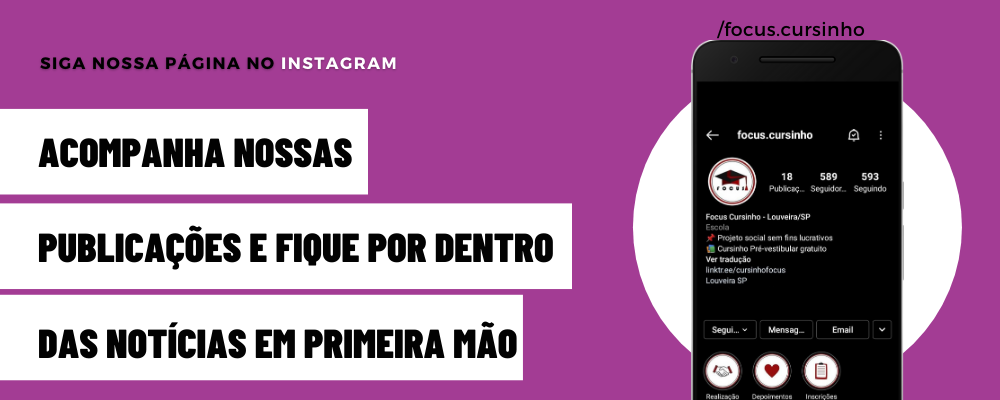 /focus.cursinho
SIGA NOSSA PÁGINA NO INSTAGRAM
ACOMPANHA NOSSAS
PUBLICAÇÕES E FIQUE POR DENTRO
DAS NOTÍCIAS EM PRIMEIRA MÃO
focus.cursinho
FOCUS
18 589 593
Publicaç... Seguidor... Seguindo
Focus Cursinho - Louveira/SP
Escola
📌 Projeto social sem fins lucrativos
📚 Cursinho Pré-vestibular gratuito
Ver tradução
linktr.ee/cursinhofocus
Louveira SP
Segui... Mensag... Email
Realização Depoimentos Inscrições